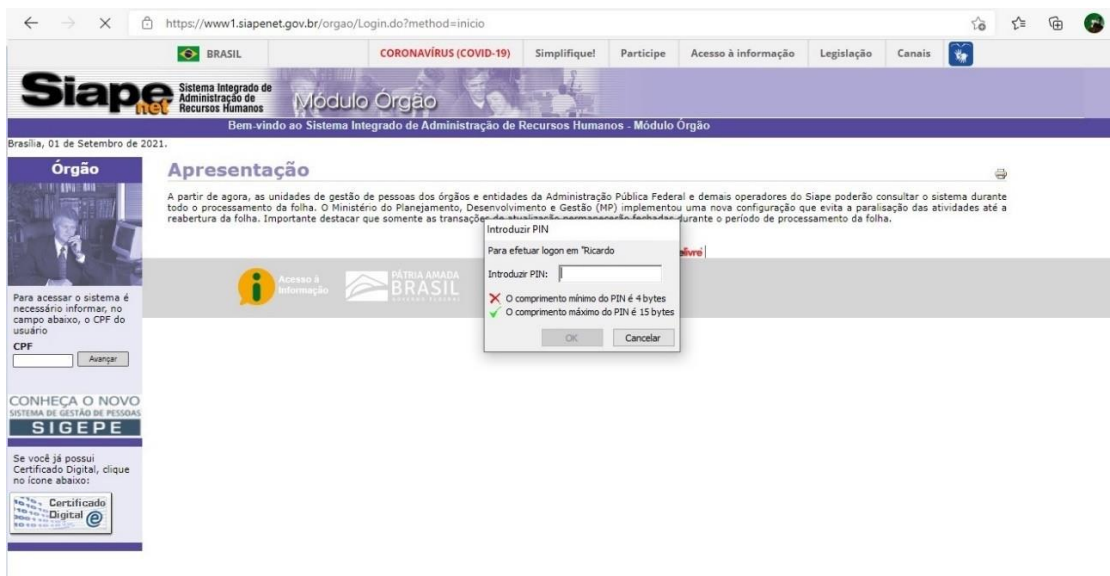 https://www1.siapenet.gov.br/orgao/Login.do?method=inicio
BRASIL
CORONAVÍRUS (COVID-19)
Simplifique!
Participe
Acesso à informação
Legislação
Canais
Siape
net
Sistema Integrado de
Administração de
Recursos Humanos
Módulo Órgão
Bem-vindo ao Sistema Integrado de Administração de Recursos Humanos - Módulo Órgão
Brasília, 01 de Setembro de 2021.
Órgão
Para acessar o sistema é
necessário informar, no
campo abaixo, o CPF do
usuário
CPF
Avançar
CONHEÇA O NOVO
SISTEMA DE GESTÃO DE PESSOAS
SIGEPE
Se você já possui
Certificado Digital, clique
no ícone abaixo:
Certificado
Digital
Apresentação
A partir de agora, as unidades de gestão de pessoas dos órgãos e entidades da Administração Pública Federal e demais operadores do Siape poderão consultar o sistema durante
todo o processamento da folha. O Ministério do Planejamento, Desenvolvimento e Gestão (MP) implementou uma nova configuração que evita a paralisação das atividades até a
reabertura da folha. Importante destacar que somente as transações de atualização permanecerão fechadas durante o período de processamento da folha.
Acesso à
Informação
PÁTRIA AMADA
BRASIL
GOVERNO FEDERAL
Introduzir PIN
Para efetuar logon em "Ricardo
Introduzir PIN:
O comprimento mínimo do PIN é 4 bytes
O comprimento máximo do PIN é 15 bytes
OK
Cancelar